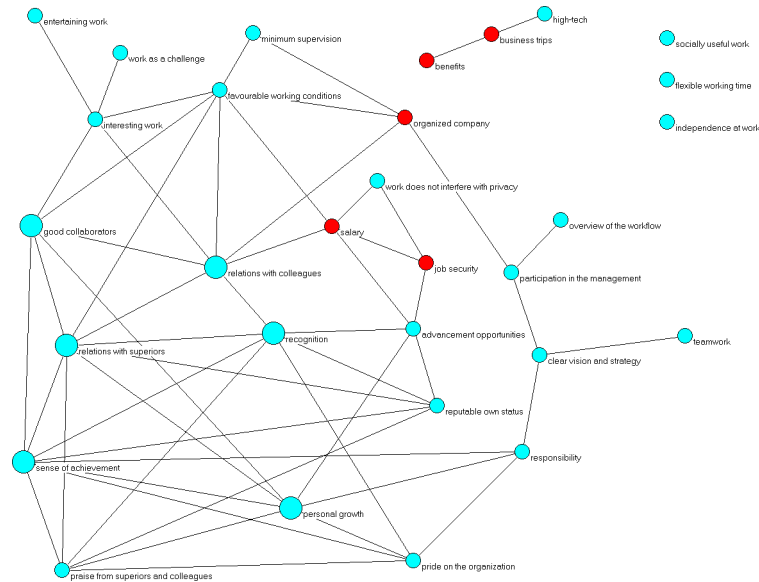 entertaining work
high-tech
minimum supervision
business trips
socially useful work
work as a challenge
benefits
flexible working time
favourable working conditions
interesting work
organized company
independence at work
work does not interfere with privacy
overview of the workflow
good collaborators
salary
relations with colleagues
job security
participation in the management
recognition
advancement opportunities
teamwork
relations with superiors
clear vision and strategy
reputable own status
responsibility
sense of achievement
personal growth
pride on the organization
praise from superiors and colleagues